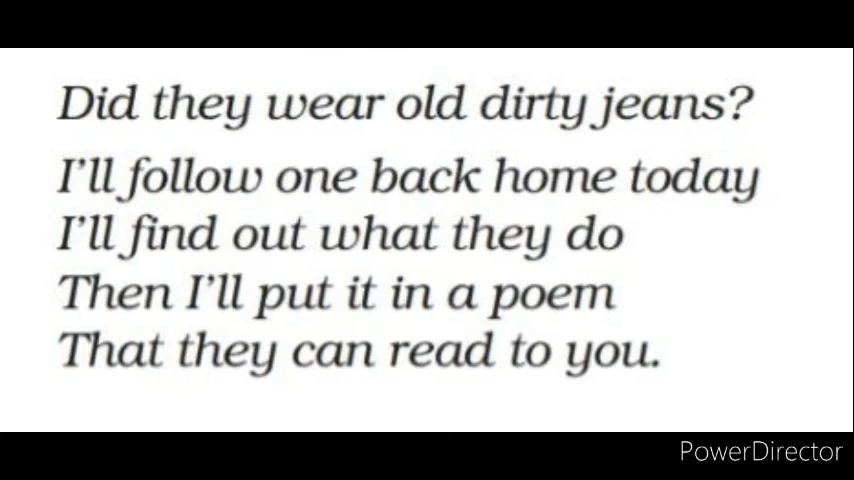 Did they wear old dirty jeans?
I'll follow one back home today
I'll find out what they do
Then I'll put it in a poem
That they can read to you.
PowerDirector